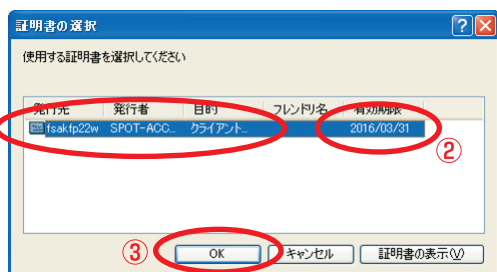 証明書の選択
使用する証明書を選択してください
発行先 発行者 目的 フレンドリ名 有効期限
fsakfp22w SPOT-ACC... クライアント... 2016/03/31
②
③ OK キャンセル 証明書の表示(V)